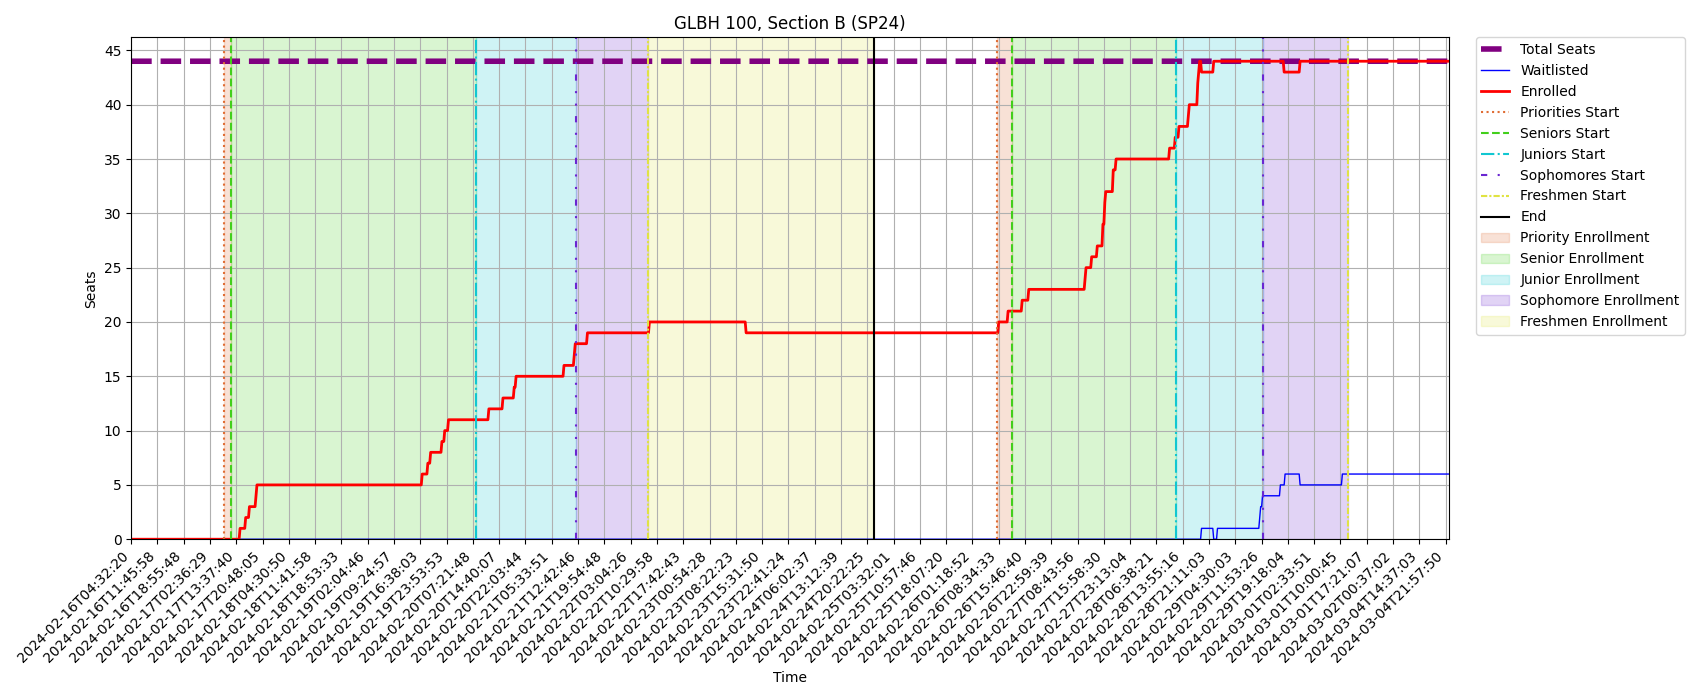 GLBH 100, Section B (SP24)
Seats
45
40
35
30
25
20
15
10
5
0
2024-02-16T04:32:20
2024-02-16T11:45:58
2024-02-16T18:55:48
2024-02-17T02:36:29
2024-02-17T13:37:40
2024-02-17T20:48:05
2024-02-18T04:30:50
2024-02-18T11:41:58
2024-02-18T18:53:33
2024-02-19T02:04:46
2024-02-19T09:24:57
2024-02-19T16:38:03
2024-02-19T23:53:53
2024-02-20T07:21:48
2024-02-20T14:40:07
2024-02-20T22:03:44
2024-02-21T05:33:51
2024-02-21T12:42:46
2024-02-21T19:54:48
2024-02-22T03:04:26
2024-02-22T10:29:58
2024-02-22T17:42:43
2024-02-23T00:54:28
2024-02-23T08:22:23
2024-02-23T15:31:50
2024-02-23T22:41:24
2024-02-24T06:02:37
2024-02-24T13:12:39
2024-02-24T20:22:25
2024-02-25T03:32:01
2024-02-25T10:57:46
2024-02-25T18:07:20
2024-02-26T01:18:52
2024-02-26T08:34:33
2024-02-26T15:46:40
2024-02-26T22:59:39
2024-02-27T08:43:56
2024-02-27T15:58:30
2024-02-27T23:13:04
2024-02-28T06:38:21
2024-02-28T13:55:16
2024-02-28T21:11:03
2024-02-29T04:30:03
2024-02-29T11:53:26
2024-02-29T19:18:04
2024-03-01T02:33:51
2024-03-01T10:00:45
2024-03-01T17:21:07
2024-03-02T00:37:02
2024-03-04T14:37:03
2024-03-04T21:57:50
Time
Total Seats
Waitlisted
Enrolled
Priorities Start
Seniors Start
Juniors Start
Sophomores Start
Freshmen Start
End
Priority Enrollment
Senior Enrollment
Junior Enrollment
Sophomore Enrollment
Freshmen Enrollment